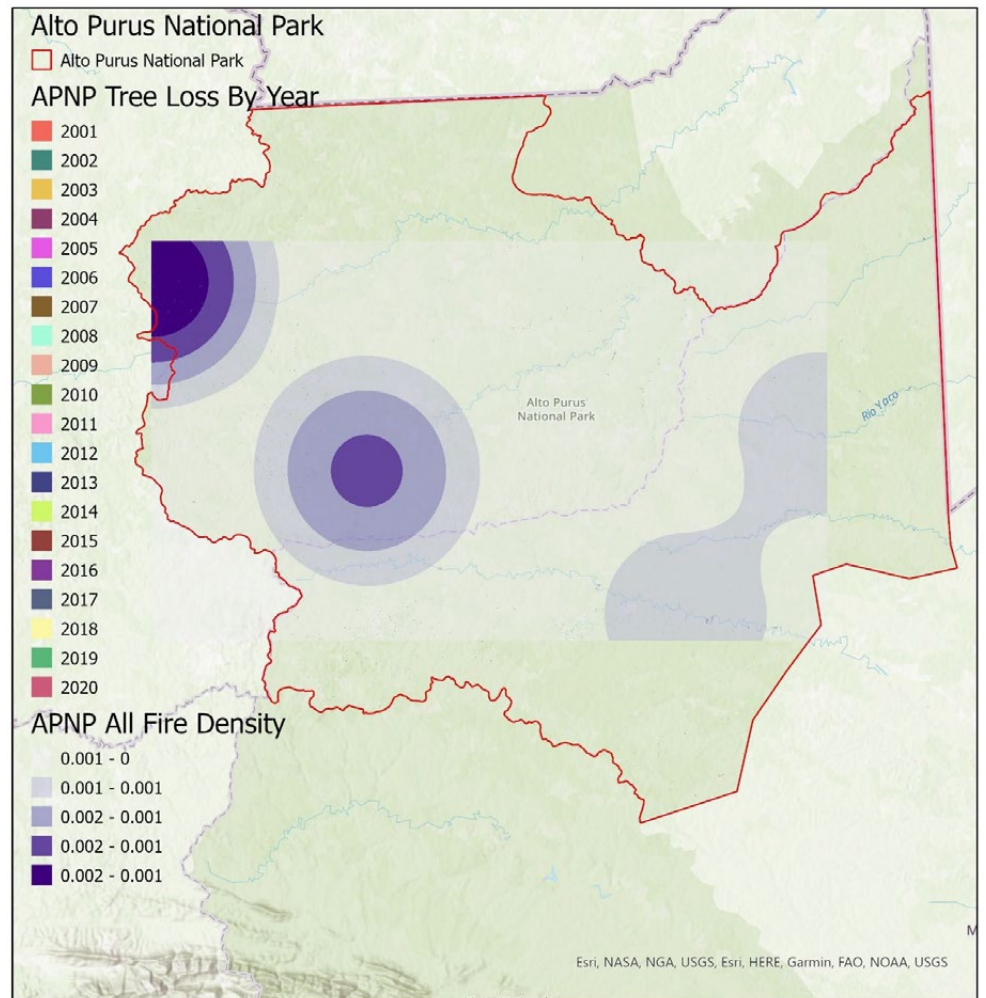 Alto Purus National Park
Alto Purus National Park
APNP Tree Loss By Year
2001
2002
2003
2004
2005
2006
2007
2008
2009
2010
2011
2012
2013
2014
2015
2016
2017
2018
2019
2020
APNP All Fire Density
0.001 - 0
0.001 - 0.001
0.002 - 0.001
0.002 - 0.001
0.002 - 0.001
Alto Purus
National Park
Rio Yaco
M
Esri, NASA, NGA, USGS, Esri, HERE, Garmin, FAO, NOAA, USGS